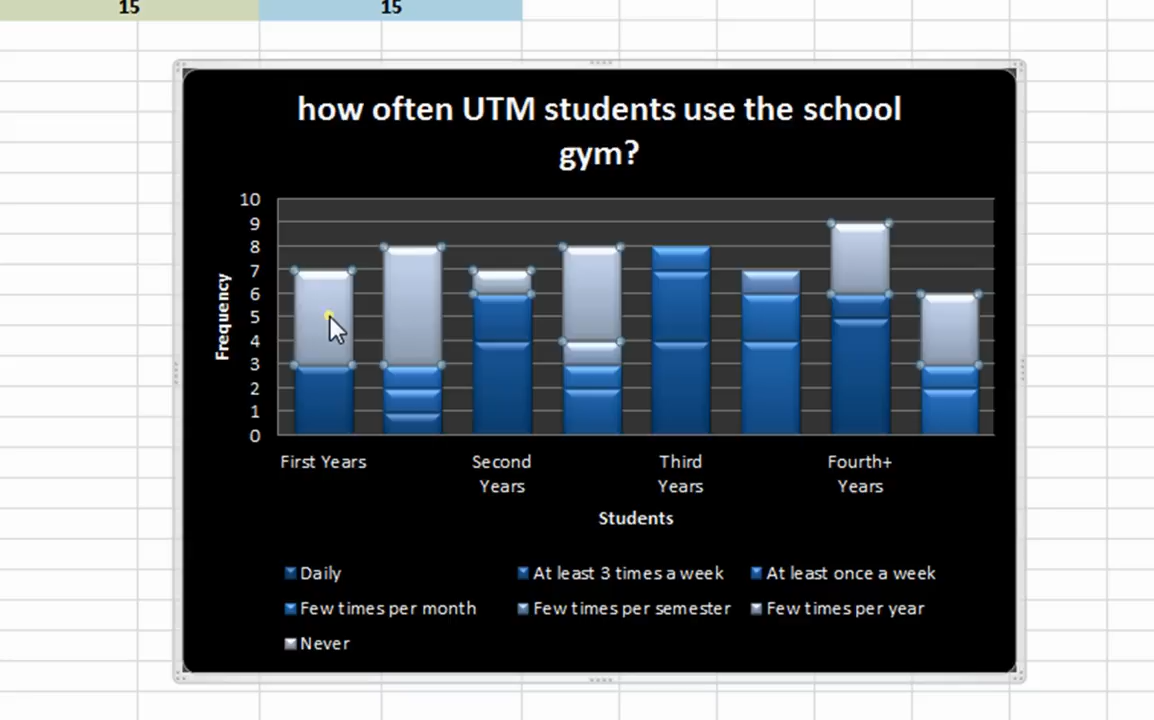 15 15
how often UTM students use the school
gym?
10
9
8
7
6
5
4
3
2
1
0
Frequency
First Years Second Third Fourth+
Years Years Years
Students
Daily At least 3 times a week At least once a week
Few times per month Few times per semester Few times per year
Never